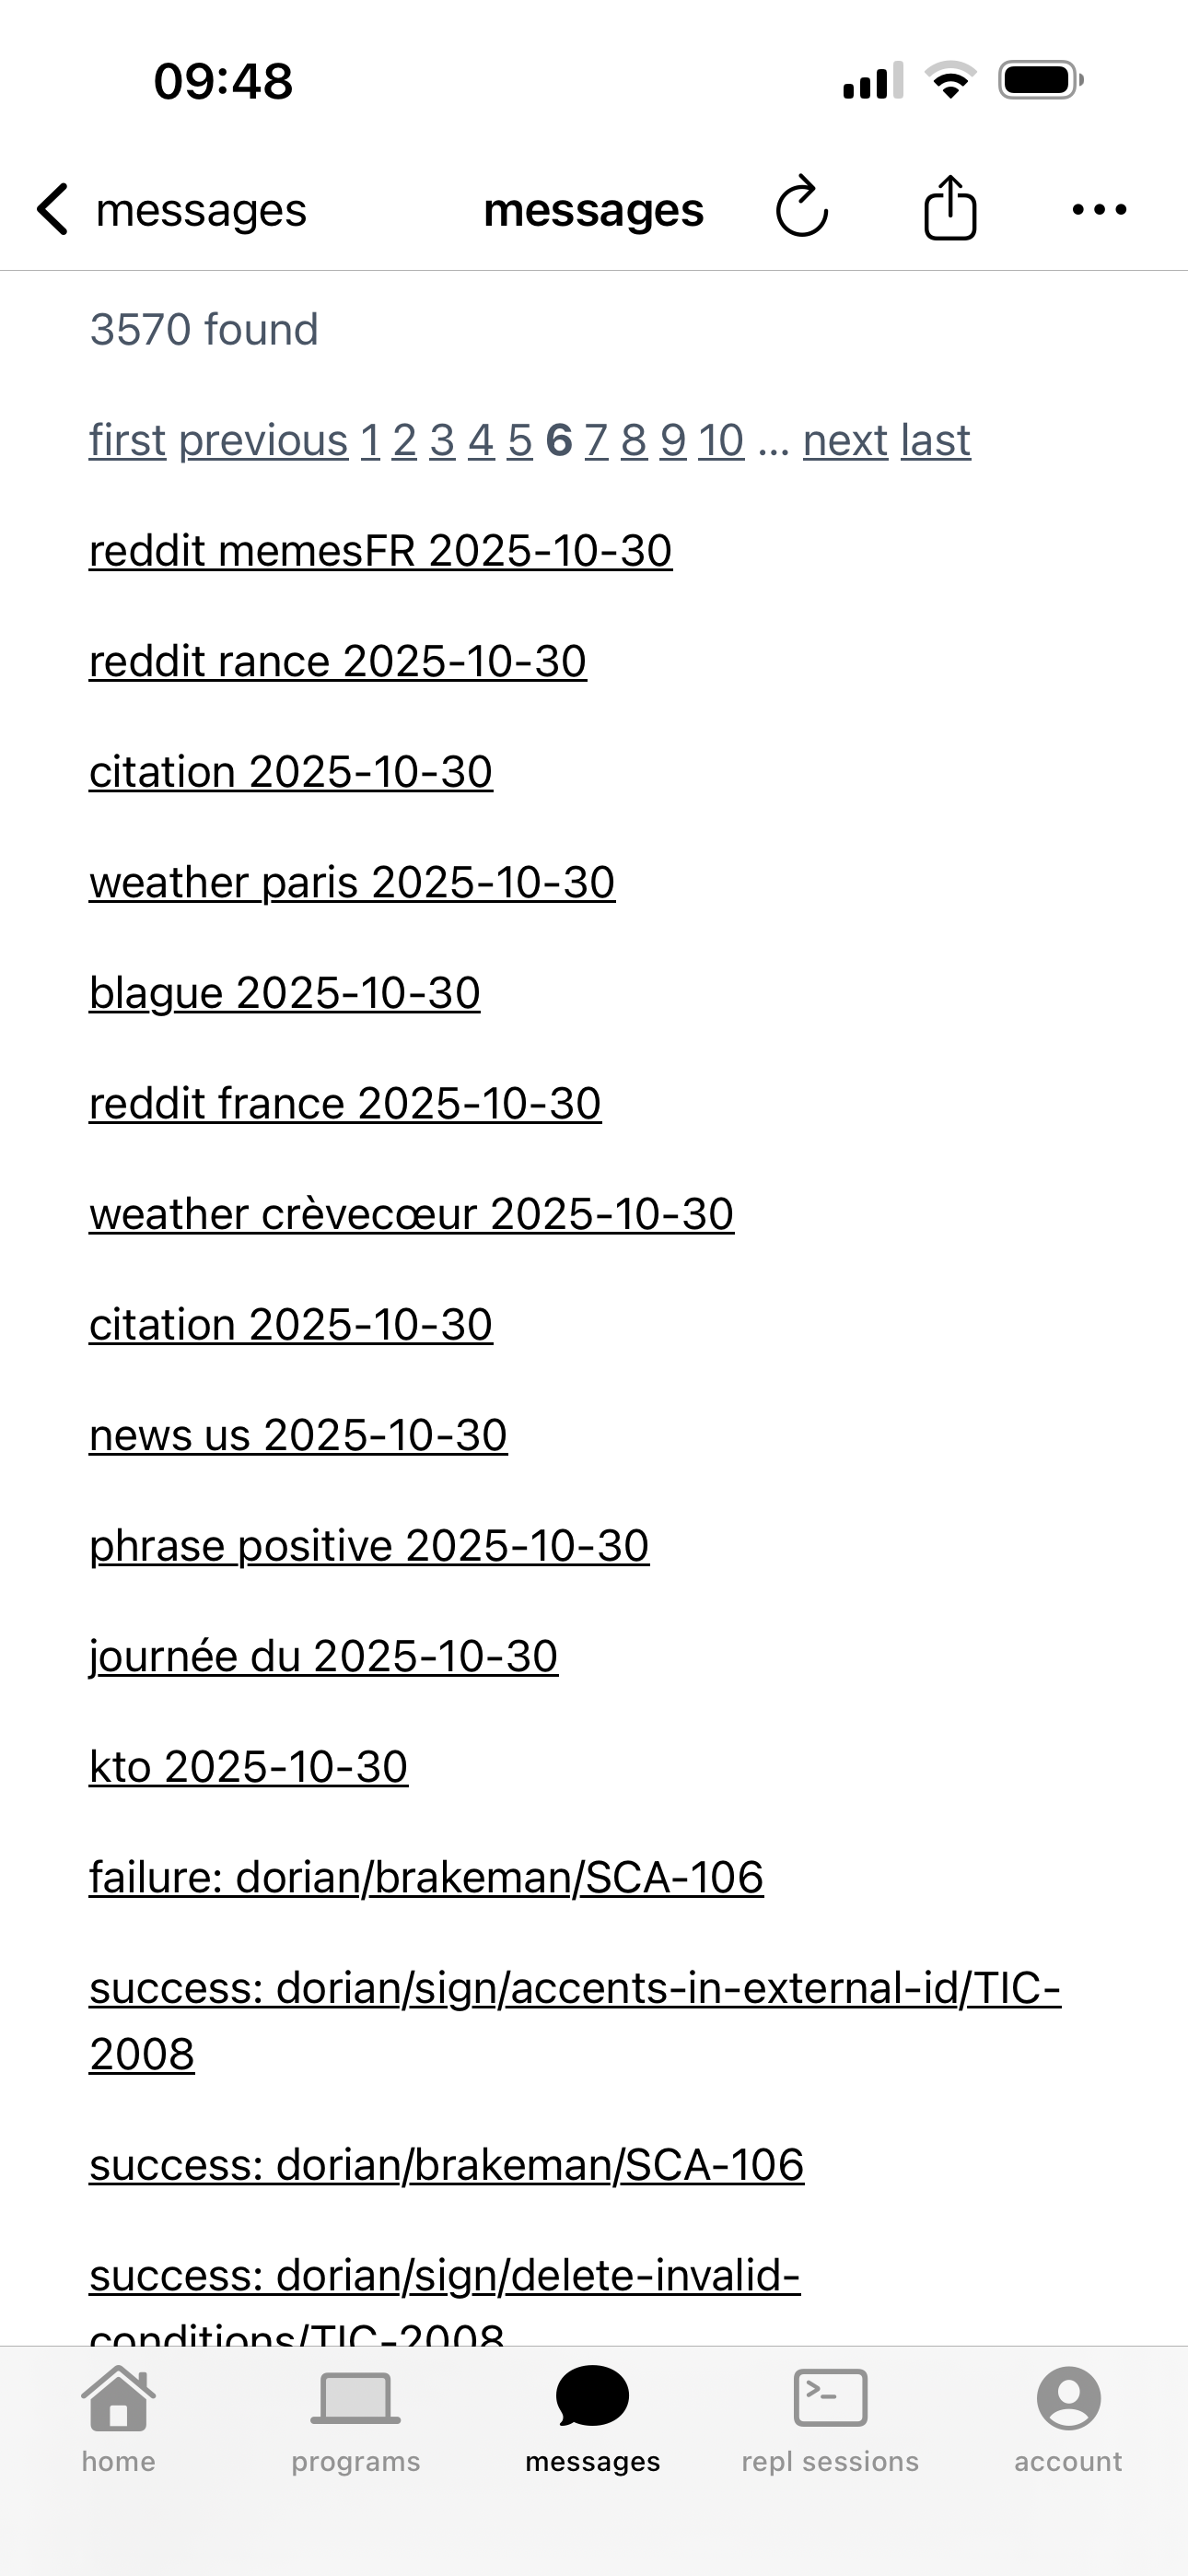 09:48
messages messages
3570 found
first previous 1 2 3 4 5 6 7 8 9 10 ... next last
reddit memesFR 2025-10-30
reddit rance 2025-10-30
citation 2025-10-30
weather paris 2025-10-30
blague 2025-10-30
reddit france 2025-10-30
weather crèvecœur 2025-10-30
citation 2025-10-30
news us 2025-10-30
phrase positive 2025-10-30
journée du 2025-10-30
kto 2025-10-30
failure: dorian/brakeman/SCA-106
success: dorian/sign/accents-in-external-id/TIC-
2008
success: dorian/brakeman/SCA-106
success: dorian/sign/delete-invalid-
conditions/TIC-2008
home programs messages repl sessions account